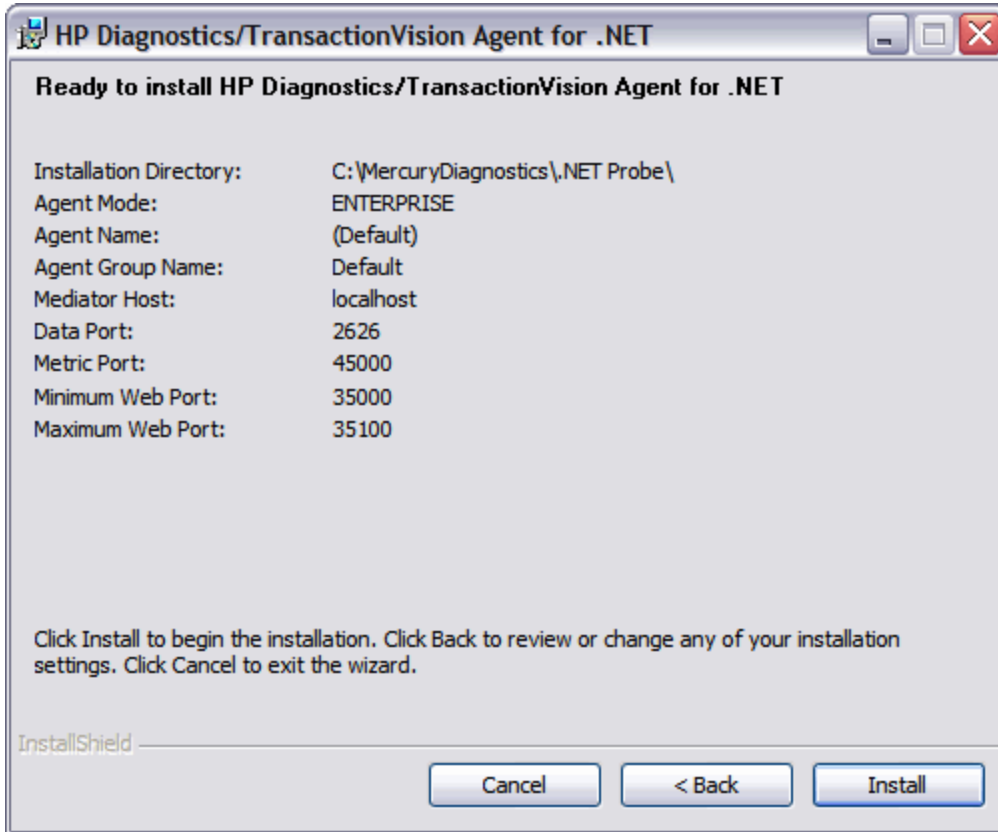 HP Diagnostics/TransactionVision Agent for .NET
Ready to install HP Diagnostics/TransactionVision Agent for .NET
Installation Directory: C:\MercuryDiagnostics\.NET Probe\
Agent Mode: ENTERPRISE
Agent Name: (Default)
Agent Group Name: Default
Mediator Host: localhost
Data Port: 2626
Metric Port: 45000
Minimum Web Port: 35000
Maximum Web Port: 35100
Click Install to begin the installation. Click Back to review or change any of your installation
settings. Click Cancel to exit the wizard.
InstallShield
Cancel < Back Install